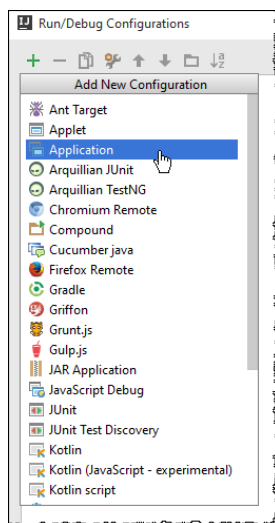 Run/Debug Configurations
Add New Configuration
Ant Target
Applet
Application
Arquillian JUnit
Arquillian TestNG
Chromium Remote
Compound
Cucumber java
Firefox Remote
Gradle
Griffon
Grunt.js
Gulp.js
JAR Application
JavaScript Debug
JUnit
JUnit Test Discovery
Kotlin
Kotlin (JavaScript - experimental)
Kotlin script